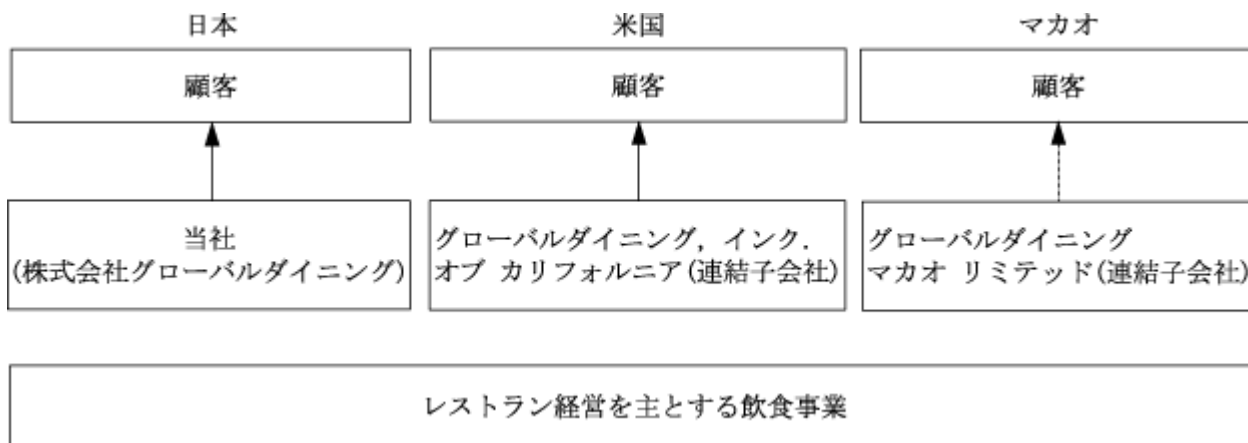 日本
米国
マカオ
顧客
顧客
顧客
当社
(株式会社グローバルダイニング)
グローバルダイニング, インク.
オブ カリフォルニア(連結子会社)
グローバルダイニング
マカオ リミテッド(連結子会社)
レストラン経営を主とする飲食事業